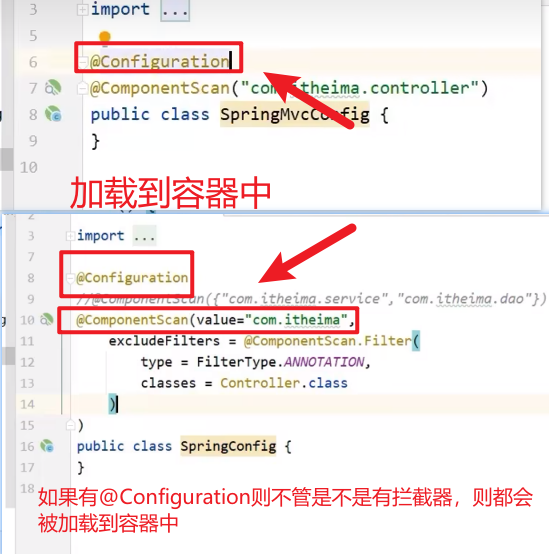 3 import ...
5
6 @Configuration
7 @ComponentScan("com.itheima.controller")
8 public class SpringMvcConfig {
9 }
10
加载到容器中
2
3 import ...
7
8 @Configuration
9 //@ComponentScan({"com.itheima.service","com.itheima.dao"})
10 @ComponentScan(value="com.itheima",
11 excludeFilters = @ComponentScan.Filter(
12 type = FilterType.ANNOTATION,
13 classes = Controller.class
14 )
15 )
16 public class SpringConfig {
17 }
18
如果有@Configuration则不管是不是有拦截器，则都会
被加载到容器中